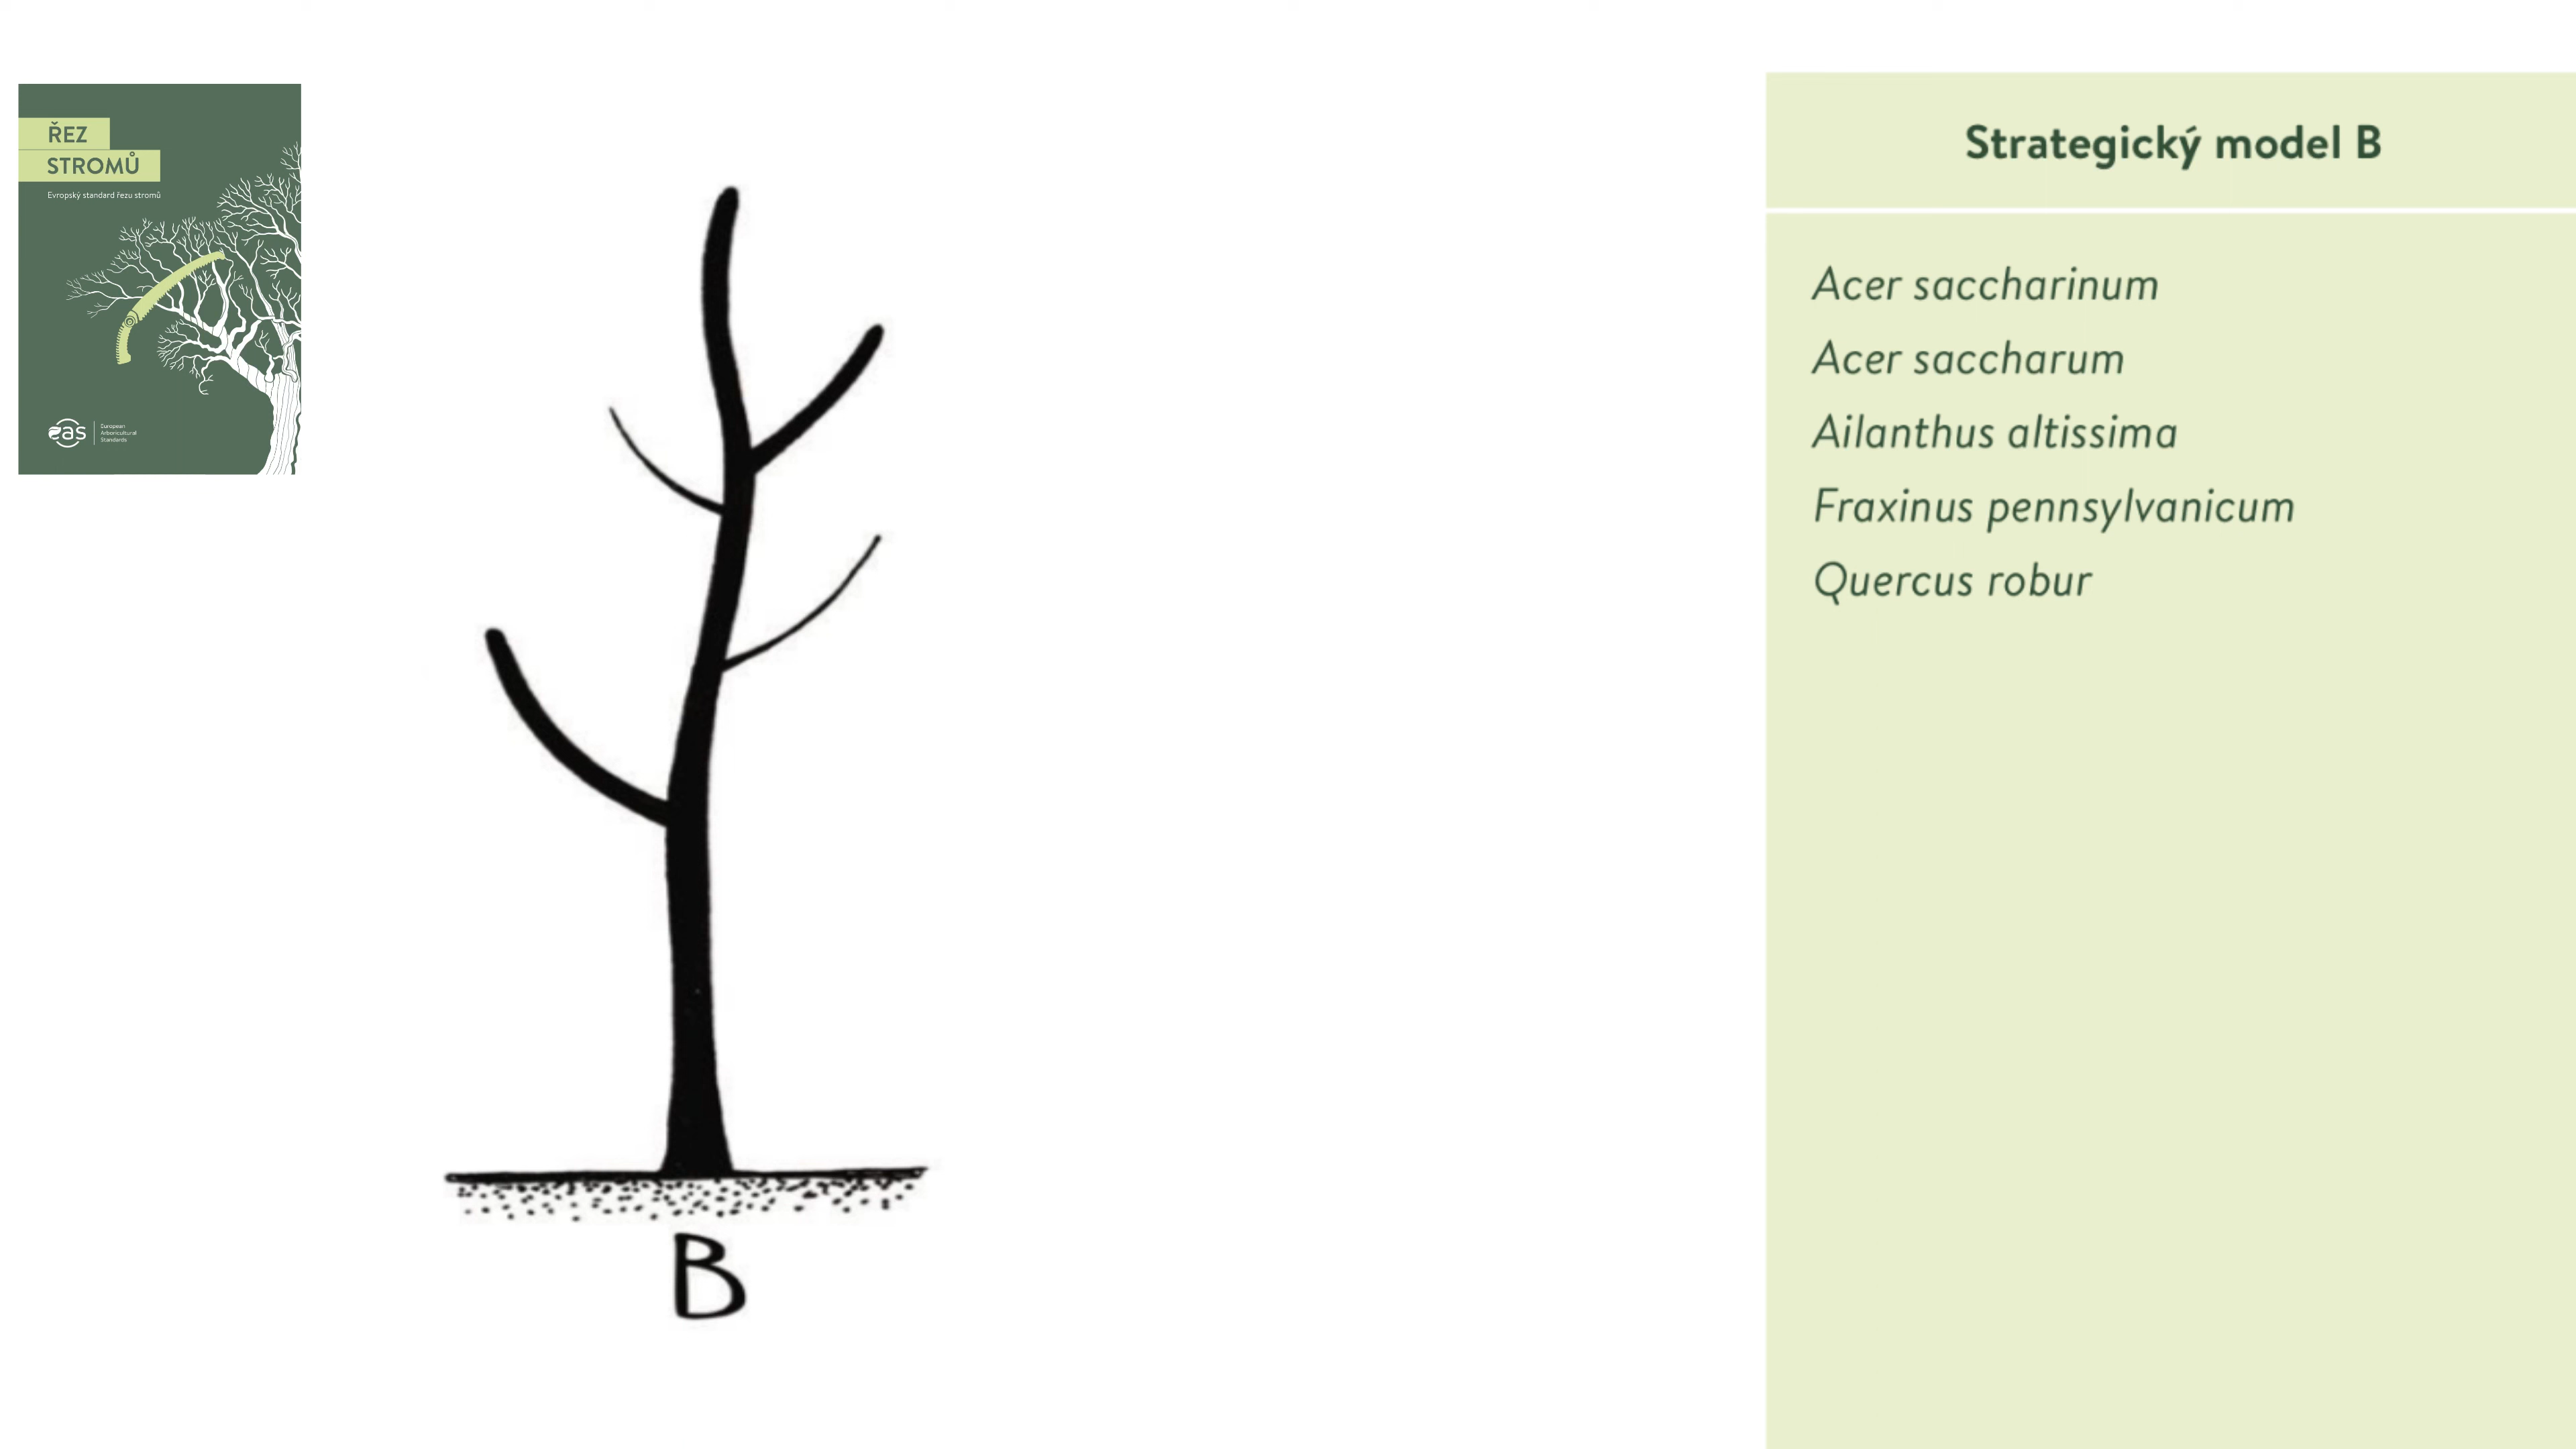 ŘEZ
STROMŮ
Evropský standard řezu stromů
eas
European
Arboricultural
Standards
B
Strategický model B
Acer saccharinum
Acer saccharum
Ailanthus altissima
Fraxinus pennsylvanicum
Quercus robur